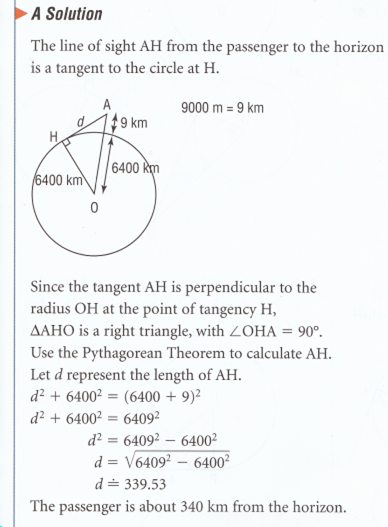 A Solution
The line of sight AH from the passenger to the horizon
is a tangent to the circle at H.
A
9000 m = 9 km
d
9 km
H
6400 km
6400 km
O
Since the tangent AH is perpendicular to the
radius OH at the point of tangency H,
ΔAHO is a right triangle, with ∠OHA = 90°.
Use the Pythagorean Theorem to calculate AH.
Let d represent the length of AH.
d² + 6400² = (6400 + 9)²
d² + 6400² = 6409²
d² = 6409² − 6400²
d = √6409² − 6400²
d ≐ 339.53
The passenger is about 340 km from the horizon.